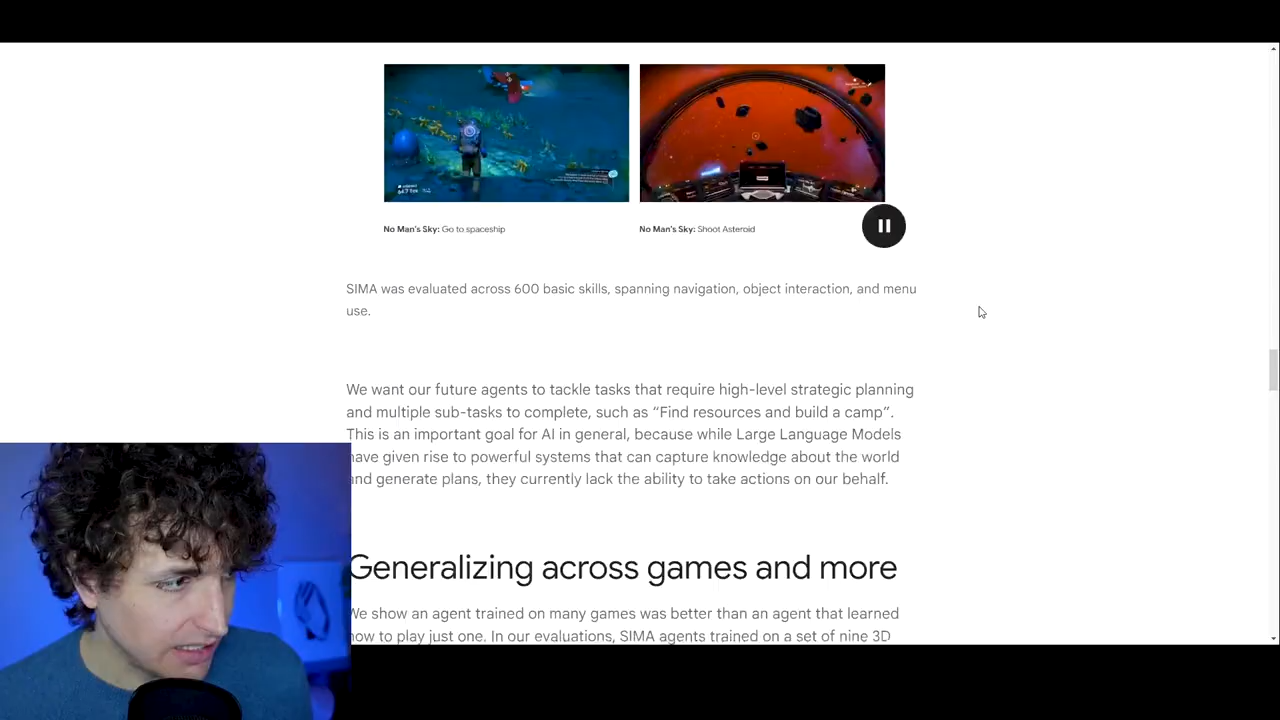 No Man's Sky: Go to spaceship
No Man's Sky: Shoot Asteroid
SIMA was evaluated across 600 basic skills, spanning navigation, object interaction, and menu
use.
We want our future agents to tackle tasks that require high-level strategic planning
and multiple sub-tasks to complete, such as “Find resources and build a camp”.
This is an important goal for AI in general, because while Large Language Models
have given rise to powerful systems that can capture knowledge about the world
and generate plans, they currently lack the ability to take actions on our behalf.
Generalizing across games and more
We show an agent trained on many games was better than an agent that learned
how to play just one. In our evaluations, SIMA agents trained on a set of nine 3D